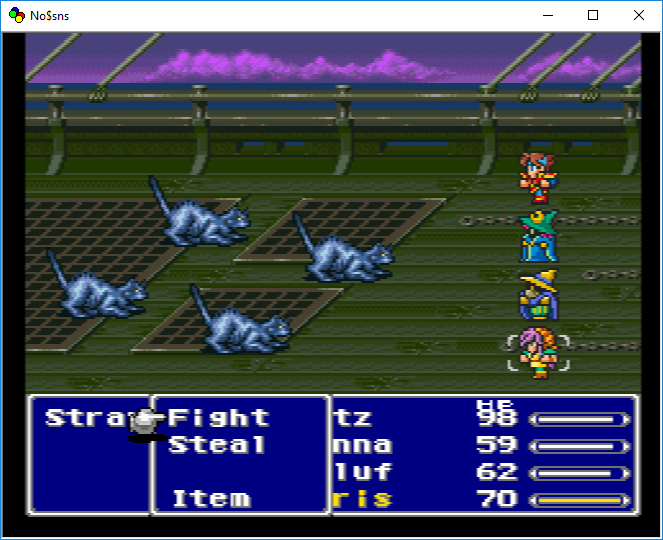 No$sns
HP
Stra Fight tz 98
Steal nna 59
luf 62
Item ris 70